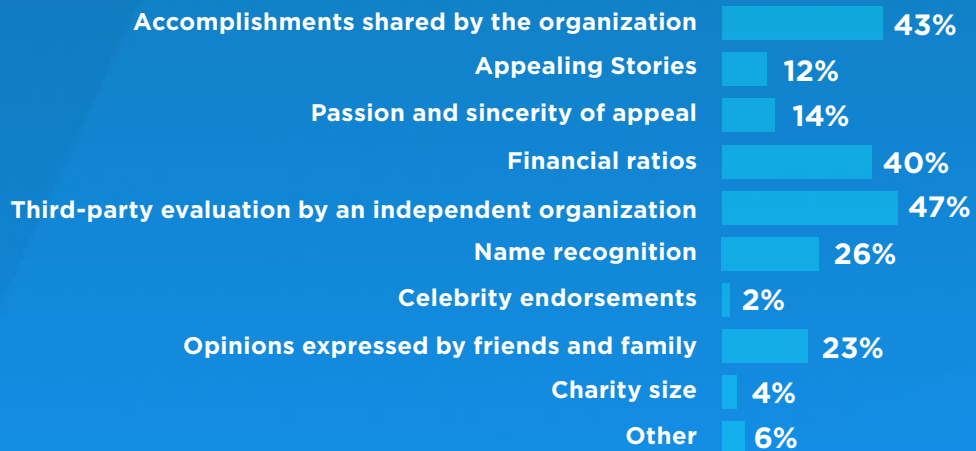 Accomplishments shared by the organization 43%
Appealing Stories 12%
Passion and sincerity of appeal 14%
Financial ratios 40%
Third-party evaluation by an independent organization 47%
Name recognition 26%
Celebrity endorsements 2%
Opinions expressed by friends and family 23%
Charity size 4%
Other 6%